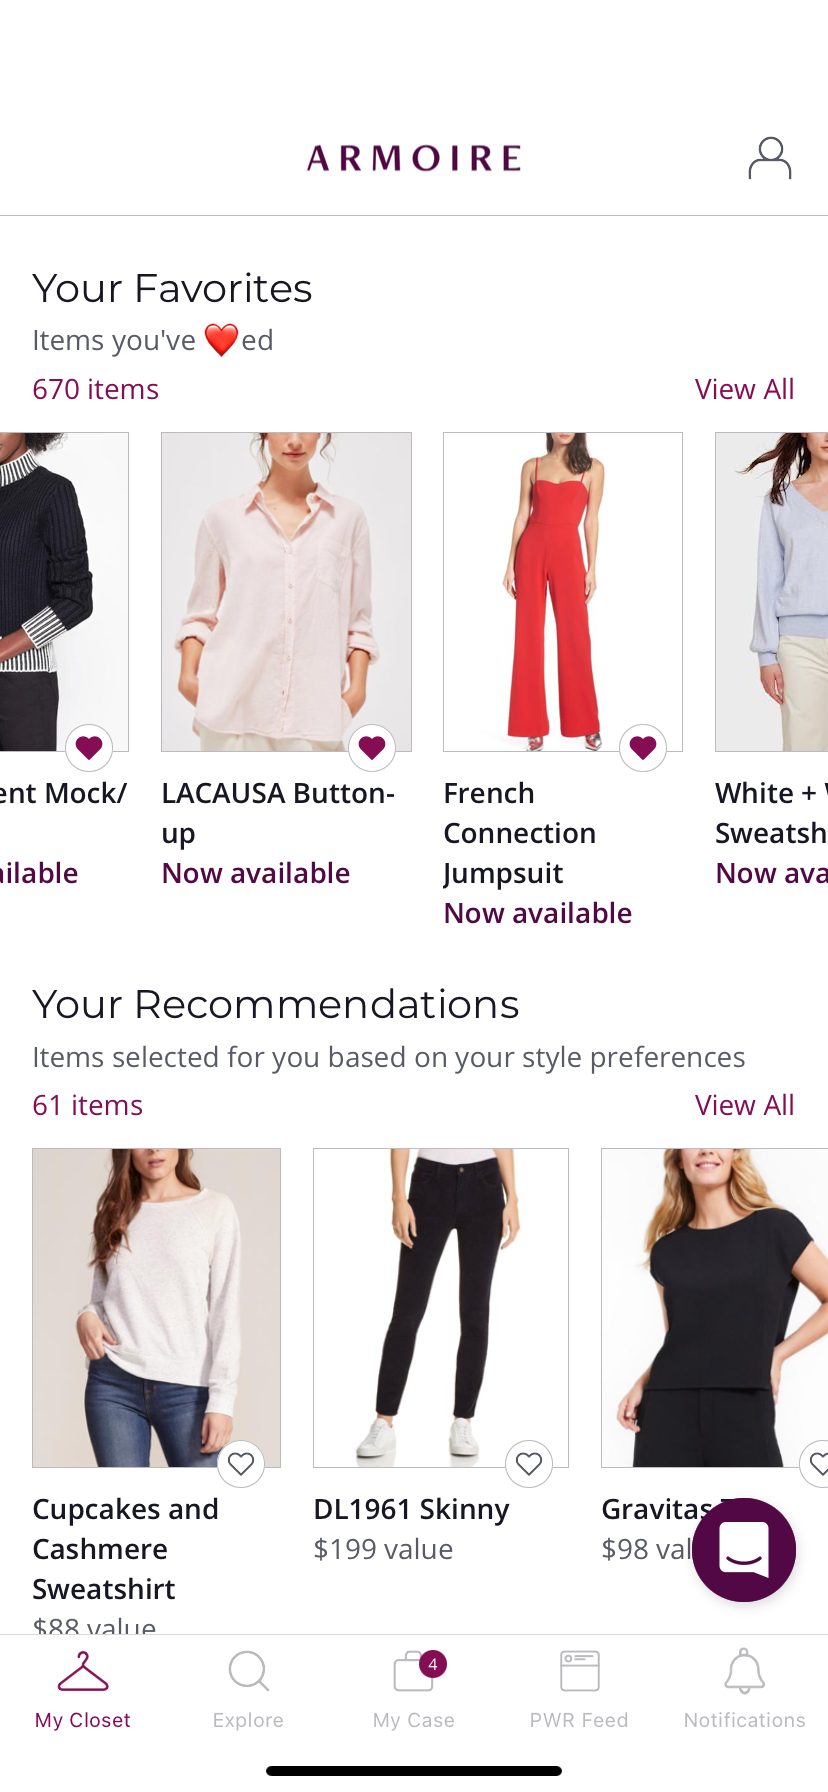 ARMOIRE
Your Favorites
Items you've ❤️ed
670 items View All
ent Mock/ LACAUSA Button- French White +
up Connection Sweatsh
ailable Now available Jumpsuit Now ava
Now available
Your Recommendations
Items selected for you based on your style preferences
61 items View All
Cupcakes and DL1961 Skinny Gravitas
Cashmere $199 value $98 val
Sweatshirt
$88 value
4
My Closet Explore My Case PWR Feed Notifications